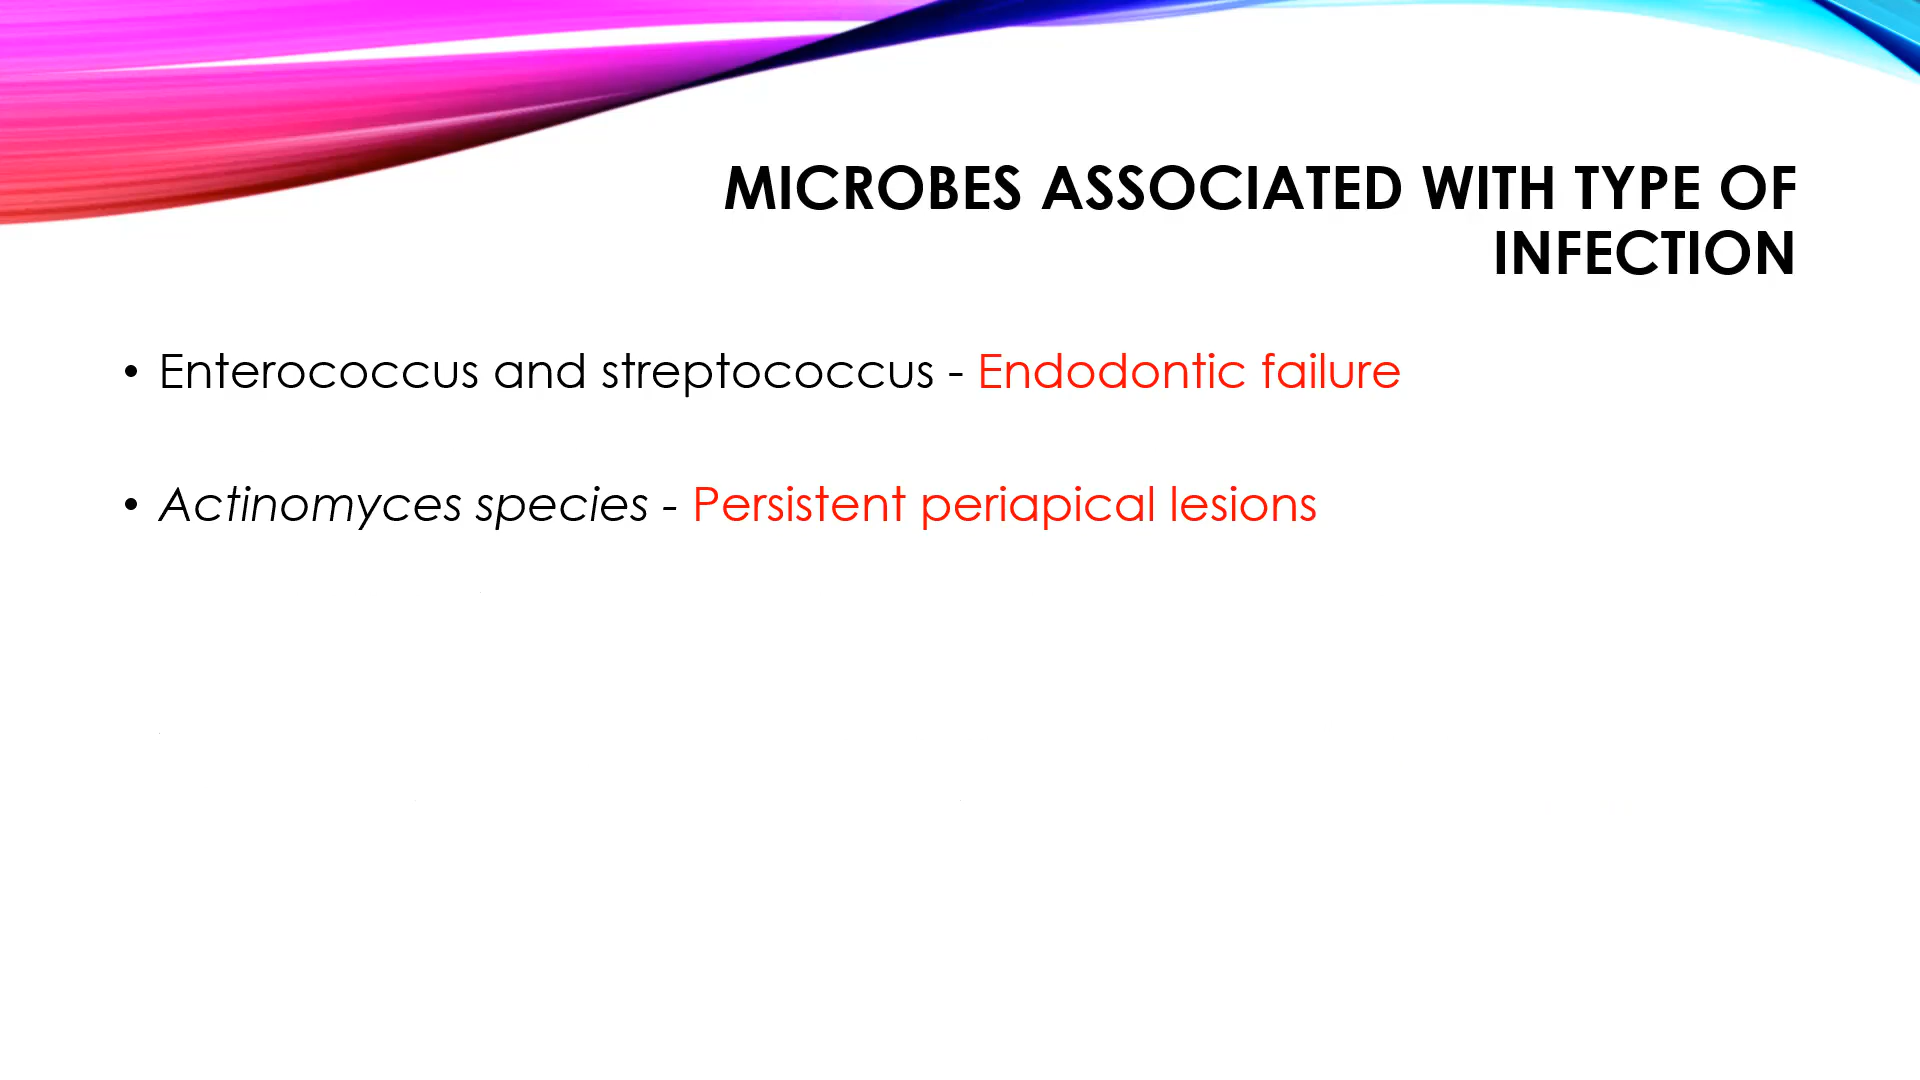 MICROBES ASSOCIATED WITH TYPE OF
INFECTION
• Enterococcus and streptococcus - Endodontic failure
• Actinomyces species - Persistent periapical lesions